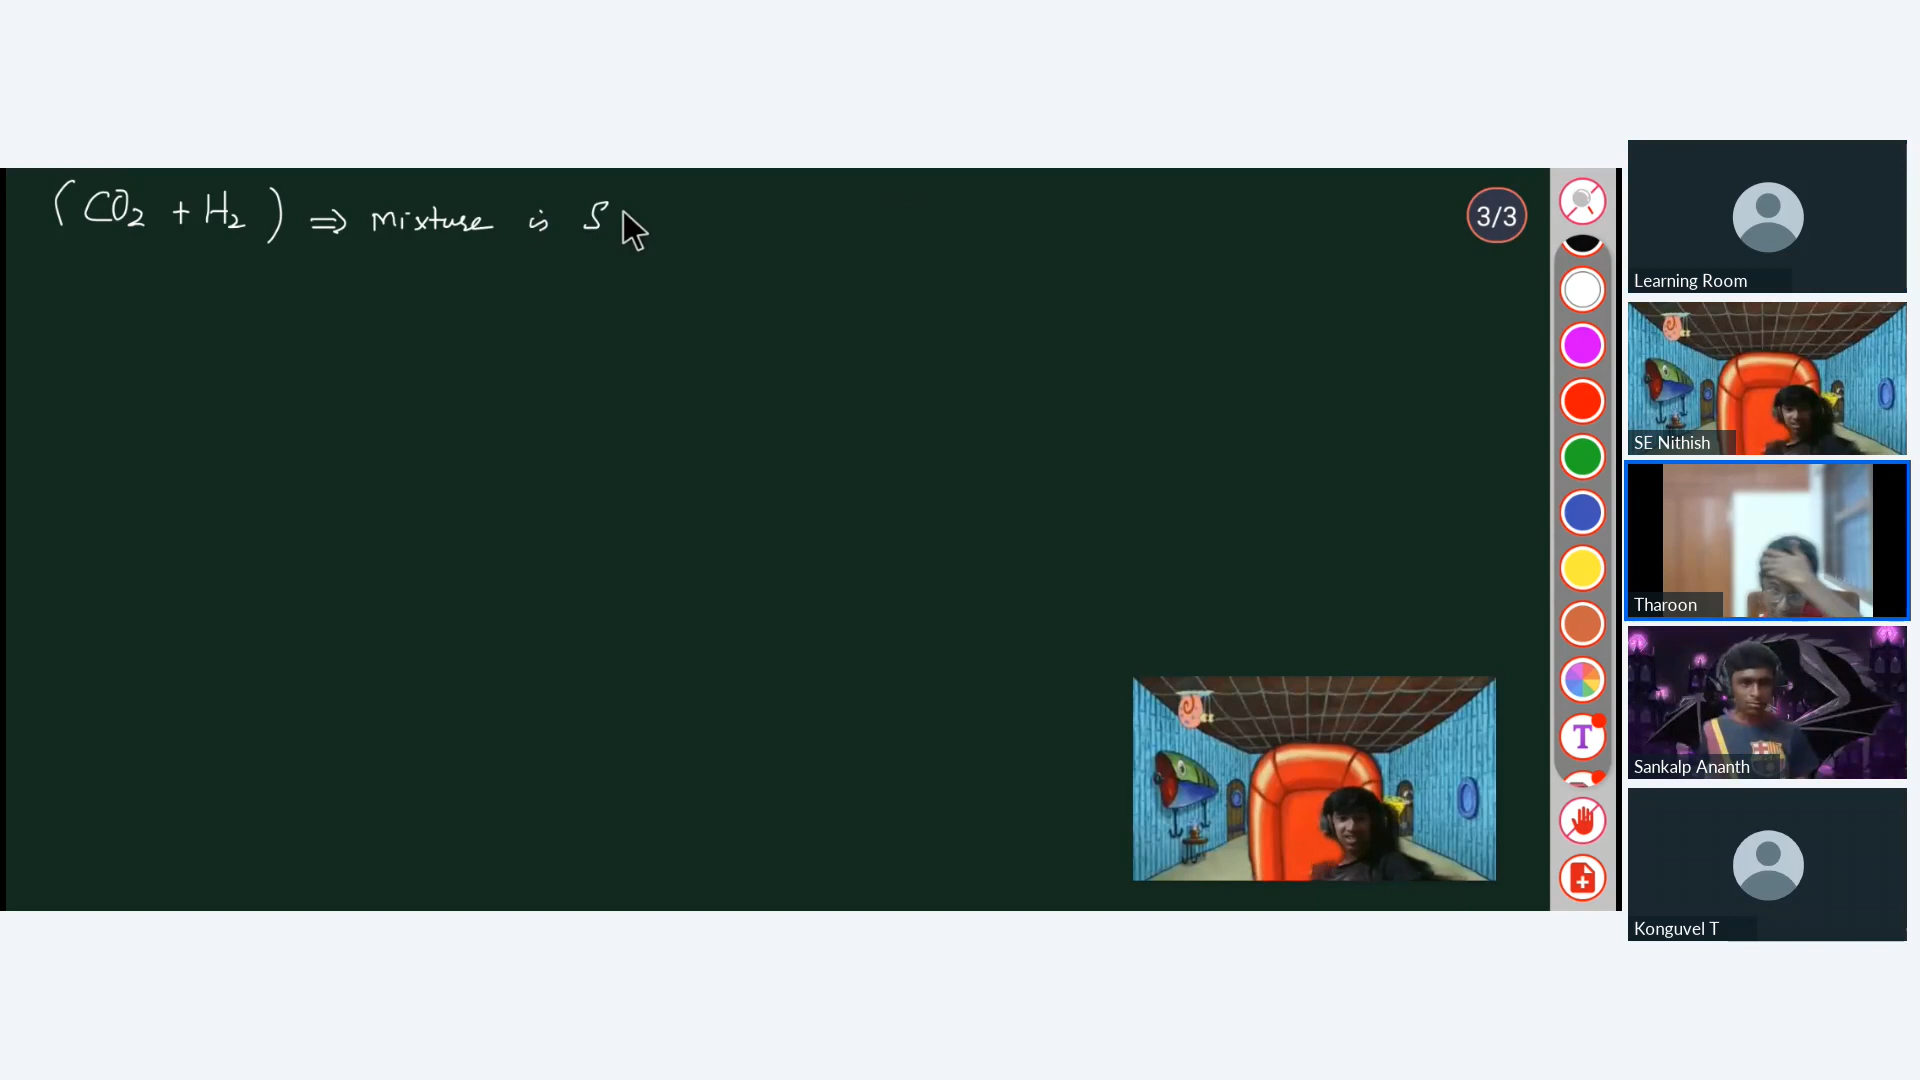 (CO₂ + H₂) ⇒ mixture is S
3/3
T
Learning Room
SE Nithish
Tharoon
Sankalp Ananth
Konguvel T